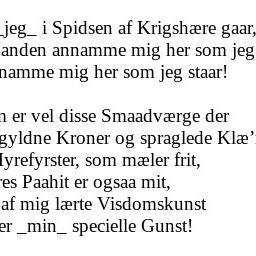 _jeg_ i Spidsen af Krigshære gaar,
anden annamme mig her som jeg
namme mig her som jeg staar!
er vel disse Smaadværge der
gyldne Kroner og spraglede Klæ’
yrefyrster, som mæler frit,
res Paahit er ogsaa mit,
af mig lærte Visdomskunst
er _min_ specielle Gunst!